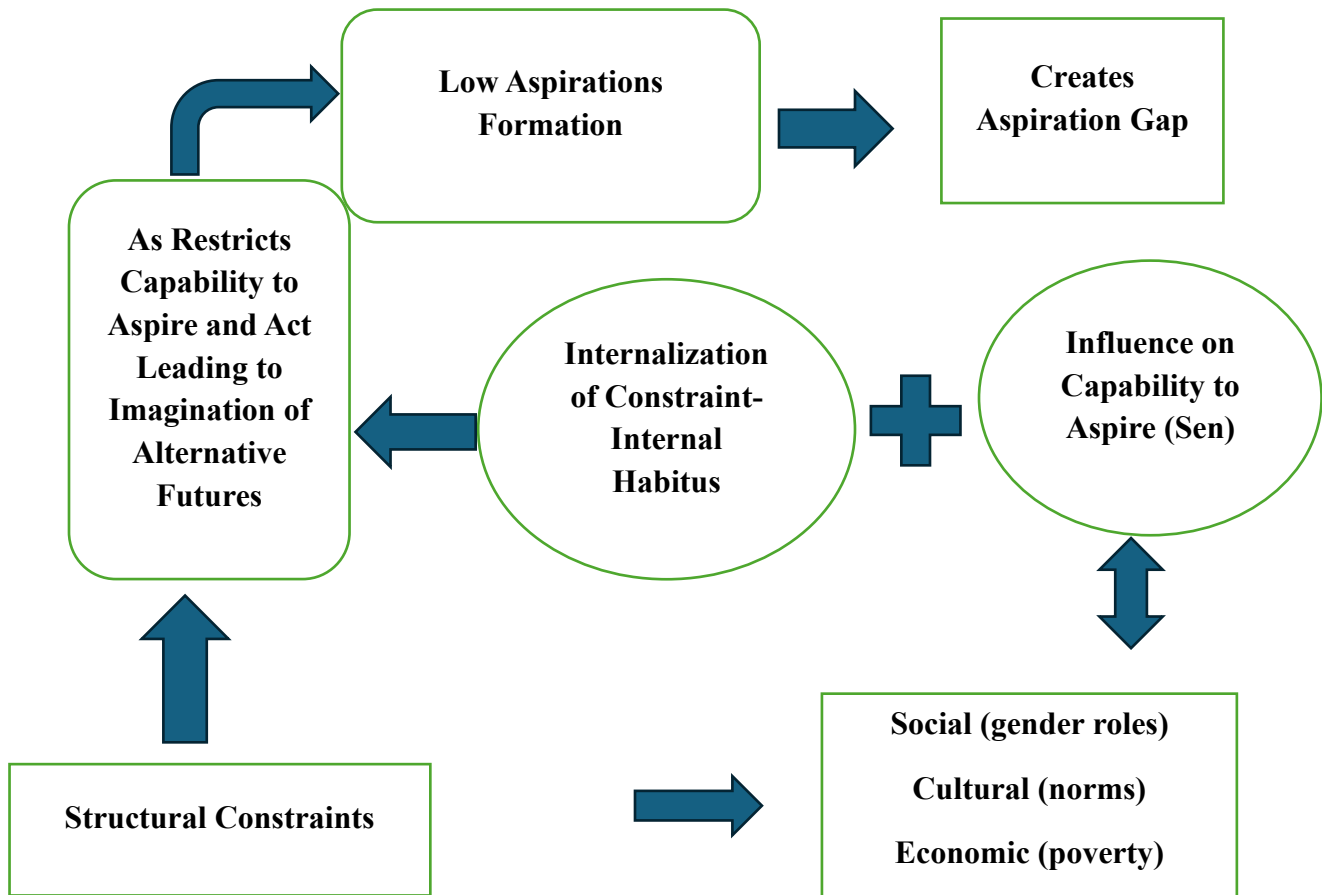 Low Aspirations
Formation
Creates
Aspiration Gap
As Restricts
Capability to
Aspire and Act
Leading to
Imagination of
Alternative
Futures
Internalization
of Constraint-
Internal
Habitus
Influence on
Capability to
Aspire (Sen)
Structural Constraints
Social (gender roles)
Cultural (norms)
Economic (poverty)